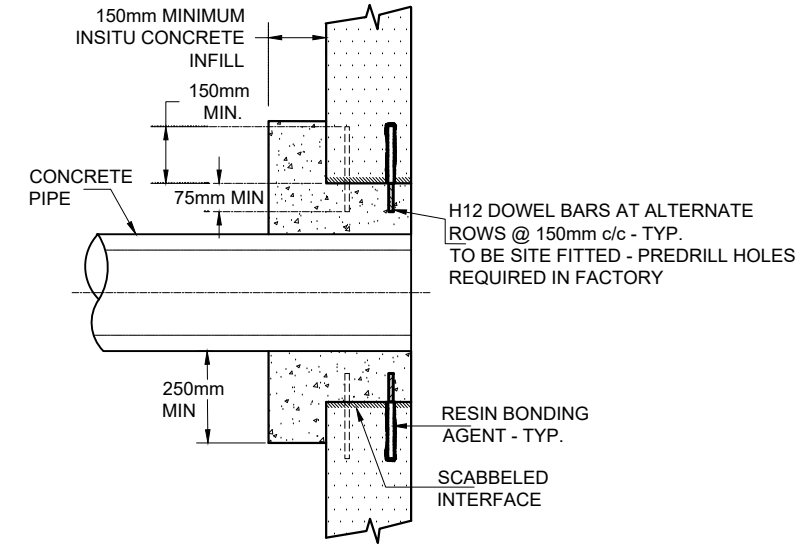 150mm MINIMUM
INSITU CONCRETE
INFILL
150mm
MIN.
CONCRETE
PIPE
75mm MIN
H12 DOWEL BARS AT ALTERNATE
ROWS @ 150mm c/c - TYP.
TO BE SITE FITTED - PREDRILL HOLES
REQUIRED IN FACTORY
250mm
MIN
RESIN BONDING
AGENT - TYP.
SCABBELED
INTERFACE